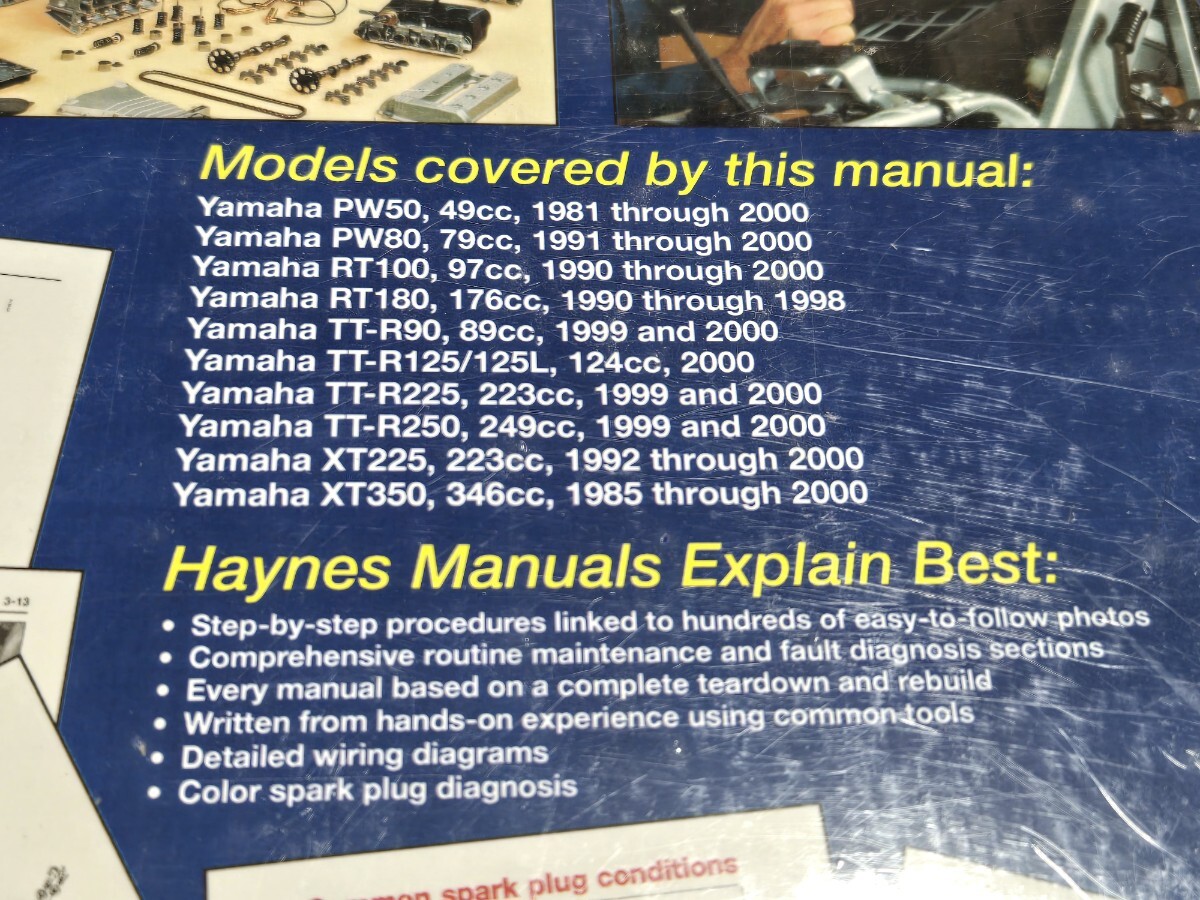 Models covered by this manual:
Yamaha PW50, 49cc, 1981 through 2000
Yamaha PW80, 79cc, 1991 through 2000
Yamaha RT100, 97cc, 1990 through 2000
Yamaha RT180, 176cc, 1990 through 1998
Yamaha TT-R90, 89cc, 1999 and 2000
Yamaha TT-R125/125L, 124cc, 2000
Yamaha TT-R225, 223cc, 1999 and 2000
Yamaha TT-R250, 249cc, 1999 and 2000
Yamaha XT225, 223cc, 1992 through 2000
Yamaha XT350, 346cc, 1985 through 2000
Haynes Manuals Explain Best:
3-13
• Step-by-step procedures linked to hundreds of easy-to-follow photos
• Comprehensive routine maintenance and fault diagnosis sections
• Every manual based on a complete teardown and rebuild
• Written from hands-on experience using common tools
• Detailed wiring diagrams
• Color spark plug diagnosis
spark plug conditions